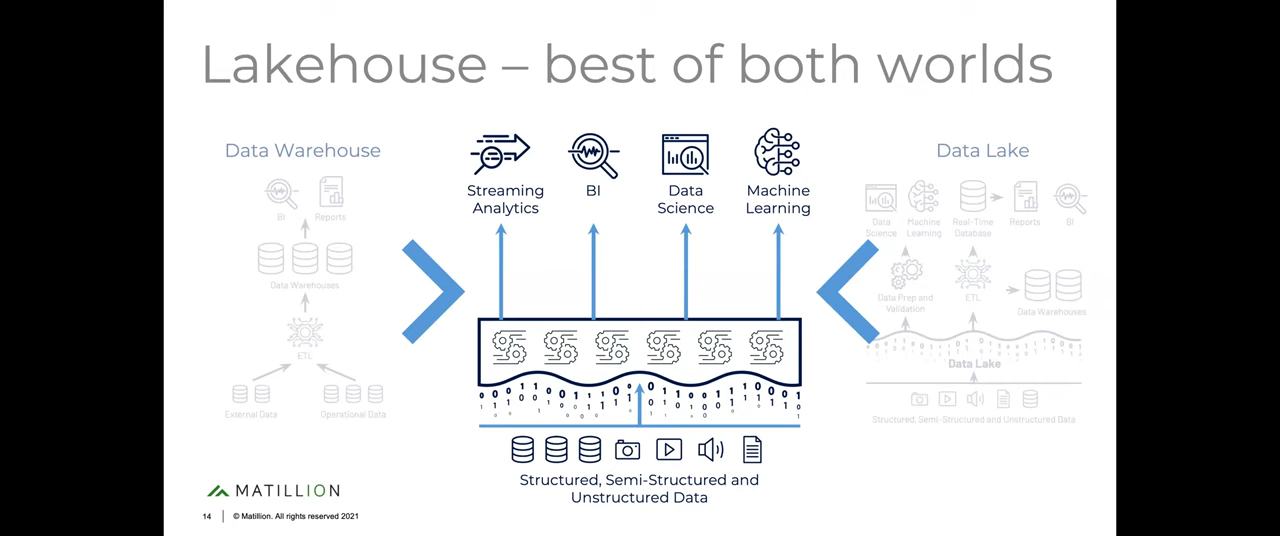 Lakehouse – best of both worlds
Data Warehouse
BI
Reports
Data Warehouses
ETL
External Data
Operational Data
Streaming
Analytics
BI
Data
Science
Machine
Learning
Structured, Semi-Structured and
Unstructured Data
Data Lake
Data
Science
Machine
Learning
Real-Time
Database
Reports
BI
Data Prep and
Validation
ETL
Data Warehouses
Data Lake
Structured, Semi-Structured and Unstructured Data
MATILLION
14
© Matillion. All rights reserved 2021